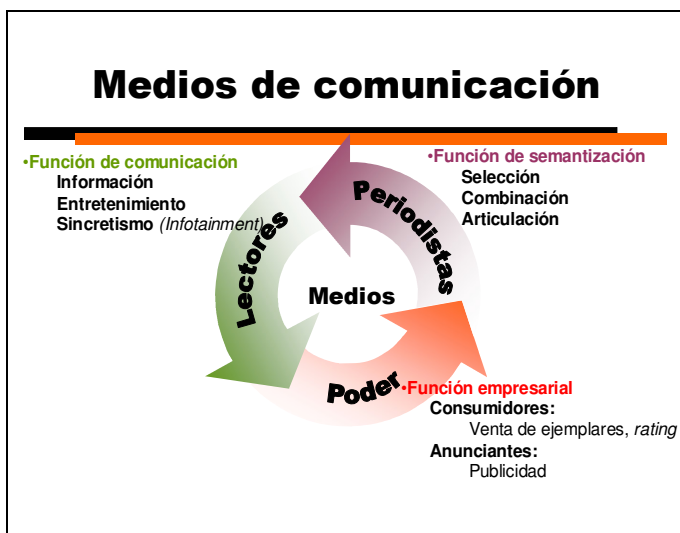 Medios de comunicación
•Función de comunicación
Información
Entretenimiento
Sincretismo (Infotainment)
•Función de semantización
Selección
Combinación
Articulación
Periodistas
Lectores
Medios
Poder
•Función empresarial
Consumidores:
Venta de ejemplares, rating
Anunciantes:
Publicidad